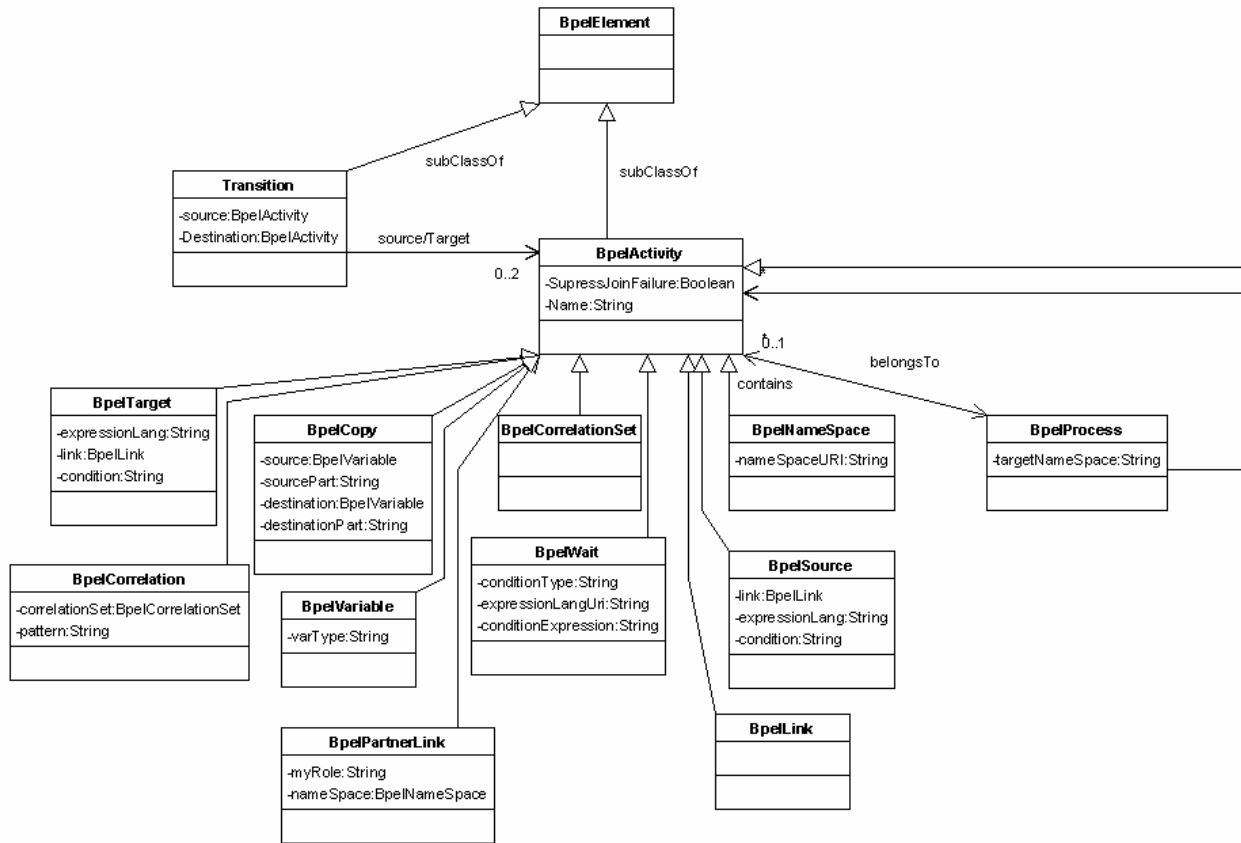 BpelElement
subClassOf
subClassOf
Transition
-source:BpelActivity
-Destination:BpelActivity
source/Target
0..2
BpelActivity
-SupressJoinFailure:Boolean
-Name:String
*
*
0..1
belongsTo
contains
BpelTarget
-expressionLang:String
-link:BpelLink
-condition:String
BpelCopy
-source:BpelVariable
-sourcePart:String
-destination:BpelVariable
-destinationPart:String
BpelCorrelationSet
BpelNameSpace
-nameSpaceURI:String
BpelProcess
-targetNameSpace:String
BpelCorrelation
-correlationSet:BpelCorrelationSet
-pattern:String
BpelVariable
-varType:String
BpelWait
-conditionType:String
-expressionLangUri:String
-conditionExpression:String
BpelSource
-link:BpelLink
-expressionLang:String
-condition:String
BpelPartnerLink
-myRole:String
-nameSpace:BpelNameSpace
BpelLink